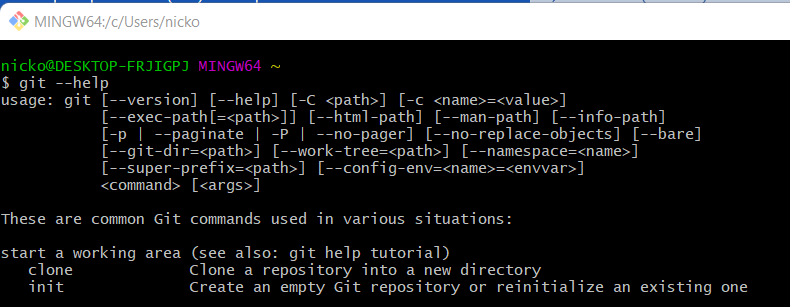 MINGW64:/c/Users/nicko
nicko@DESKTOP-FRJIGPJ MINGW64 ~
$ git --help
usage: git [--version] [--help] [-C <path>] [-c <name>=<value>]
           [--exec-path[=<path>]] [--html-path] [--man-path] [--info-path]
           [-p | --paginate | -P | --no-pager] [--no-replace-objects] [--bare]
           [--git-dir=<path>] [--work-tree=<path>] [--namespace=<name>]
           [--super-prefix=<path>] [--config-env=<name>=<envvar>]
           <command> [<args>]
These are common Git commands used in various situations:
start a working area (see also: git help tutorial)
   clone             Clone a repository into a new directory
   init              Create an empty Git repository or reinitialize an existing one